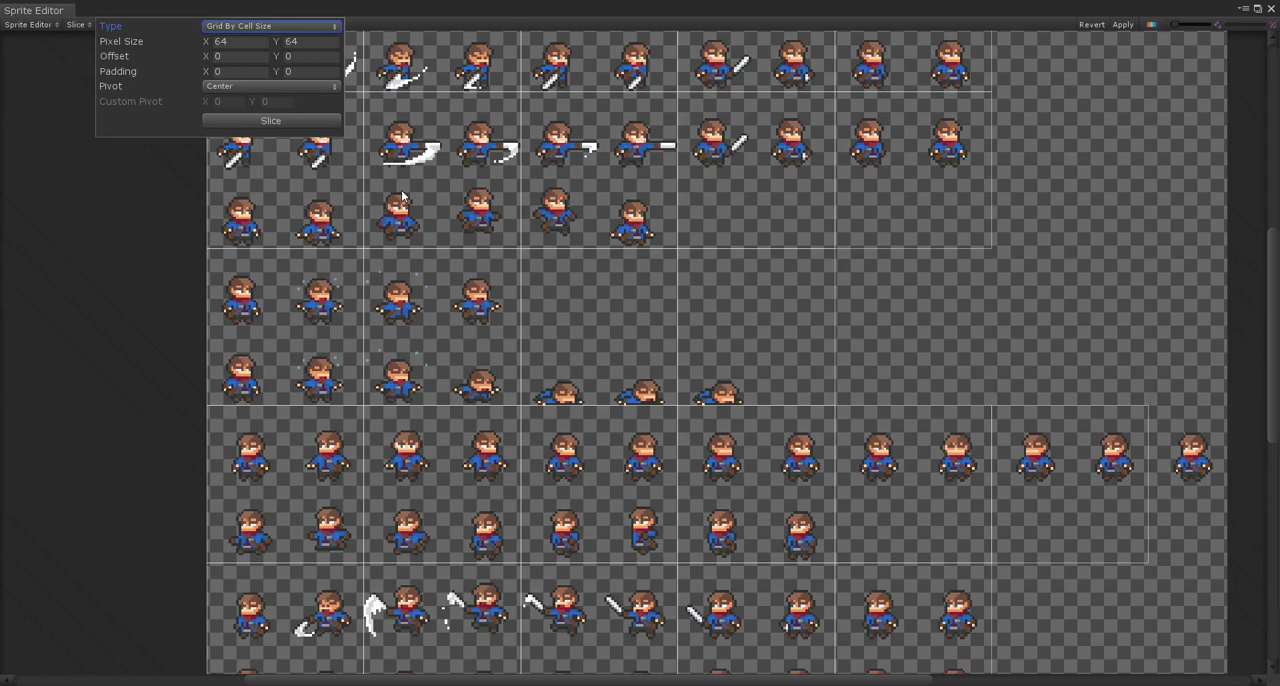 Sprite Editor
Sprite Editor Slice Revert Apply
Type Grid By Cell Size
Pixel Size X 64 Y 64
Offset X 0 Y 0
Padding X 0 Y 0
Pivot Center
Custom Pivot X 0 Y 0
Slice